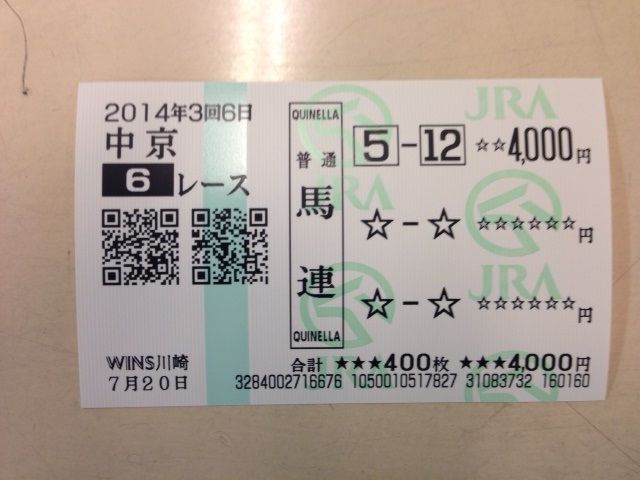 2014年3回6日
中京
6レース
WINS川崎
7月20日
QUINELLA
普通
馬連
QUINELLA
5-12 ☆☆4,000円
☆-☆ ☆☆☆☆☆☆円
☆-☆ ☆☆☆☆☆☆円
合計 ★★★400枚 ★★★4,000円
3284002716676 1050010517827 31083732 160160
JRA
JRA
JRA
JRA